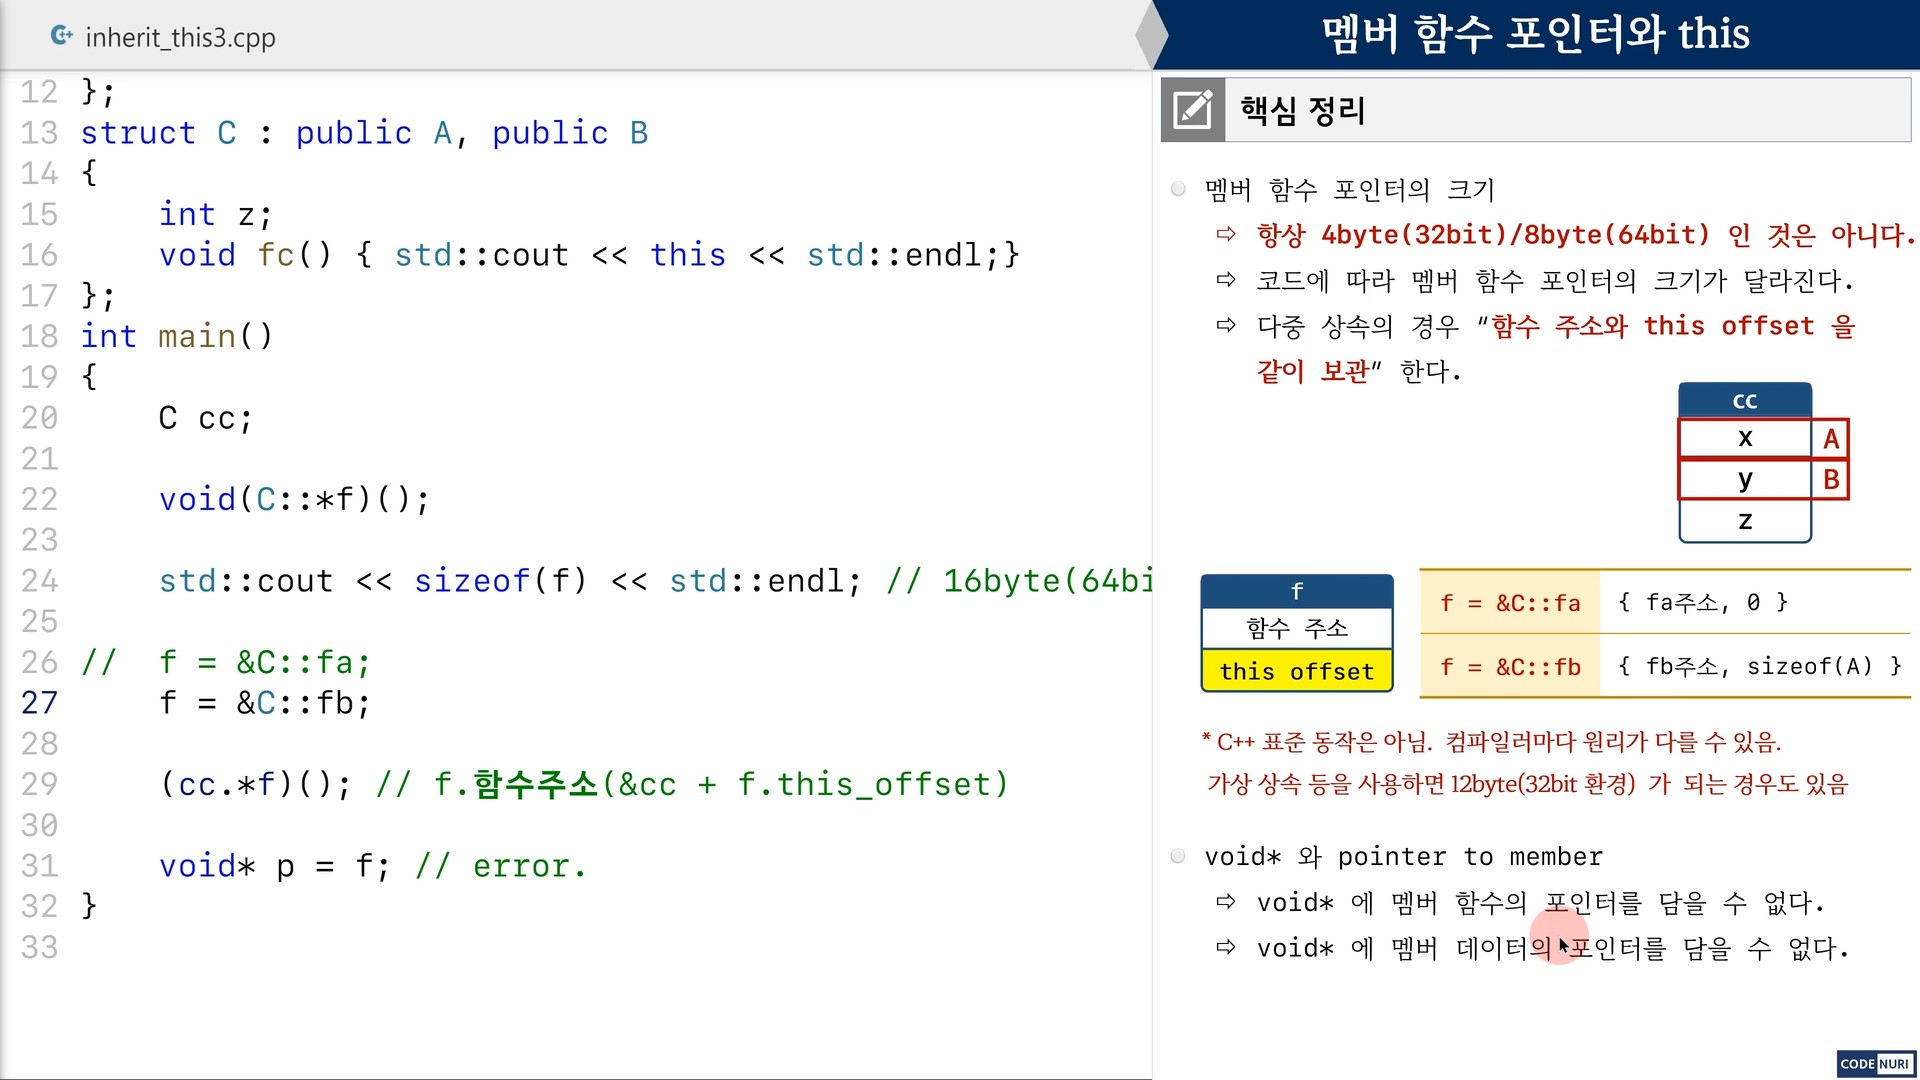 inherit_this3.cpp
12 };
13 struct C : public A, public B
14 {
15     int z;
16     void fc() { std::cout << this << std::endl;}
17 };
18 int main()
19 {
20     C cc;
21
22     void(C::*f)();
23
24     std::cout << sizeof(f) << std::endl; // 16byte(64bi
25
26 //  f = &C::fa;
27     f = &C::fb;
28
29     (cc.*f)(); // f.함수주소(&cc + f.this_offset)
30
31     void* p = f; // error.
32 }
33
멤버 함수 포인터와 this
핵심 정리
멤버 함수 포인터의 크기
⇨ 항상 4byte(32bit)/8byte(64bit) 인 것은 아니다.
⇨ 코드에 따라 멤버 함수 포인터의 크기가 달라진다.
⇨ 다중 상속의 경우 "함수 주소와 this offset 을
같이 보관" 한다.
cc
x A
y B
z
f
함수 주소
this offset
f = &C::fa { fa주소, 0 }
f = &C::fb { fb주소, sizeof(A) }
* C++ 표준 동작은 아님. 컴파일러마다 원리가 다를 수 있음.
가상 상속 등을 사용하면 12byte(32bit 환경) 가 되는 경우도 있음
void* 와 pointer to member
⇨ void* 에 멤버 함수의 포인터를 담을 수 없다.
⇨ void* 에 멤버 데이터의 포인터를 담을 수 없다.
CODE NURI